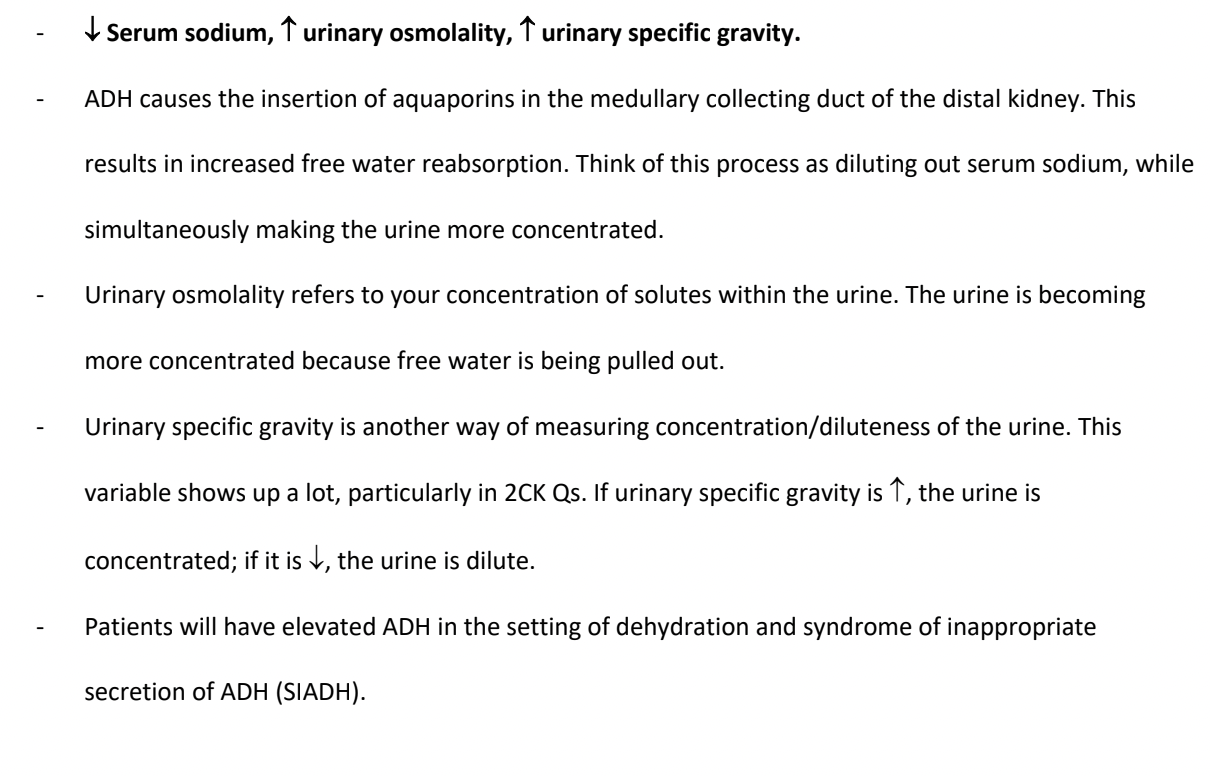 - ↓ Serum sodium, ↑ urinary osmolality, ↑ urinary specific gravity.
- ADH causes the insertion of aquaporins in the medullary collecting duct of the distal kidney. This
results in increased free water reabsorption. Think of this process as diluting out serum sodium, while
simultaneously making the urine more concentrated.
- Urinary osmolality refers to your concentration of solutes within the urine. The urine is becoming
more concentrated because free water is being pulled out.
- Urinary specific gravity is another way of measuring concentration/diluteness of the urine. This
variable shows up a lot, particularly in 2CK Qs. If urinary specific gravity is ↑, the urine is
concentrated; if it is ↓, the urine is dilute.
- Patients will have elevated ADH in the setting of dehydration and syndrome of inappropriate
secretion of ADH (SIADH).